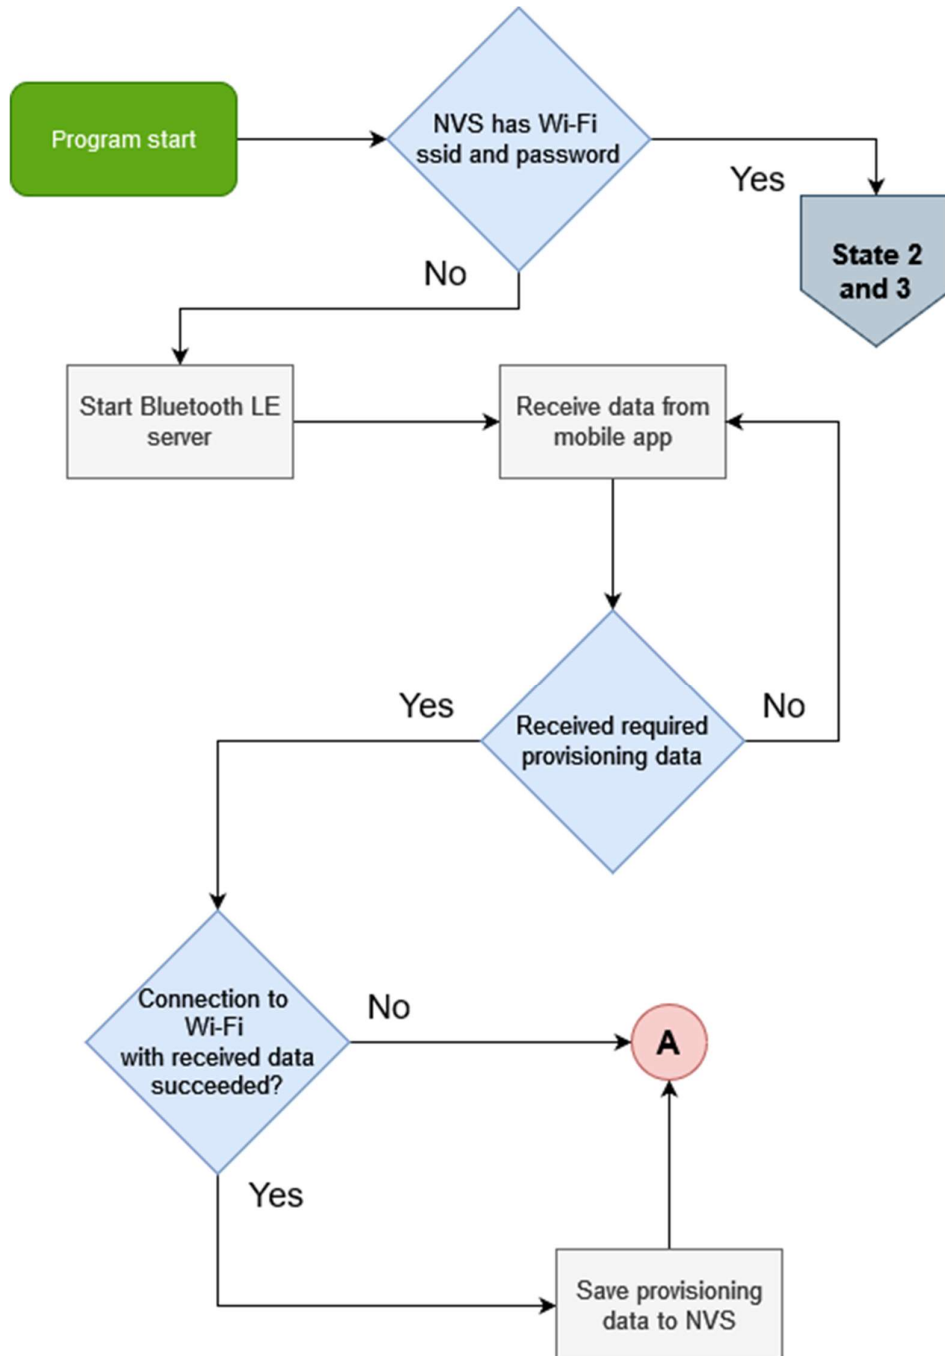 Program start
NVS has Wi-Fi
ssid and password
Yes
State 2
and 3
No
Start Bluetooth LE
server
Receive data from
mobile app
Yes
Received required
provisioning data
No
Connection to
Wi-Fi
with received data
succeeded?
No
A
Yes
Save provisioning
data to NVS